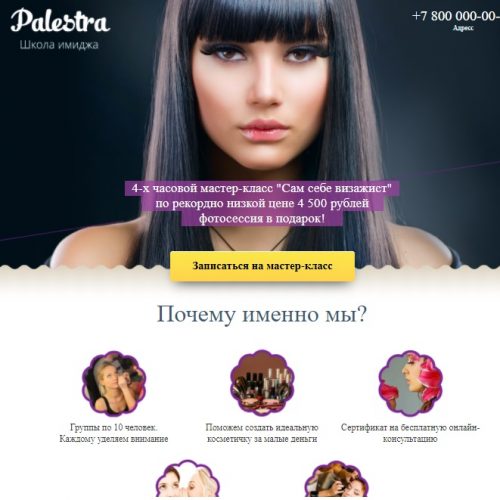 Palestra
Школа имиджа
+7 800 000-00-
Адресс
4-х часовой мастер-класс "Сам себе визажист"
по рекордно низкой цене 4 500 рублей
фотосессия в подарок!
Записаться на мастер-класс
Почему именно мы?
Группы по 10 человек.
Каждому уделяем внимание
Поможем создать идеальную
косметичку за малые деньги
Сертификат на бесплатную онлайн-
консультацию